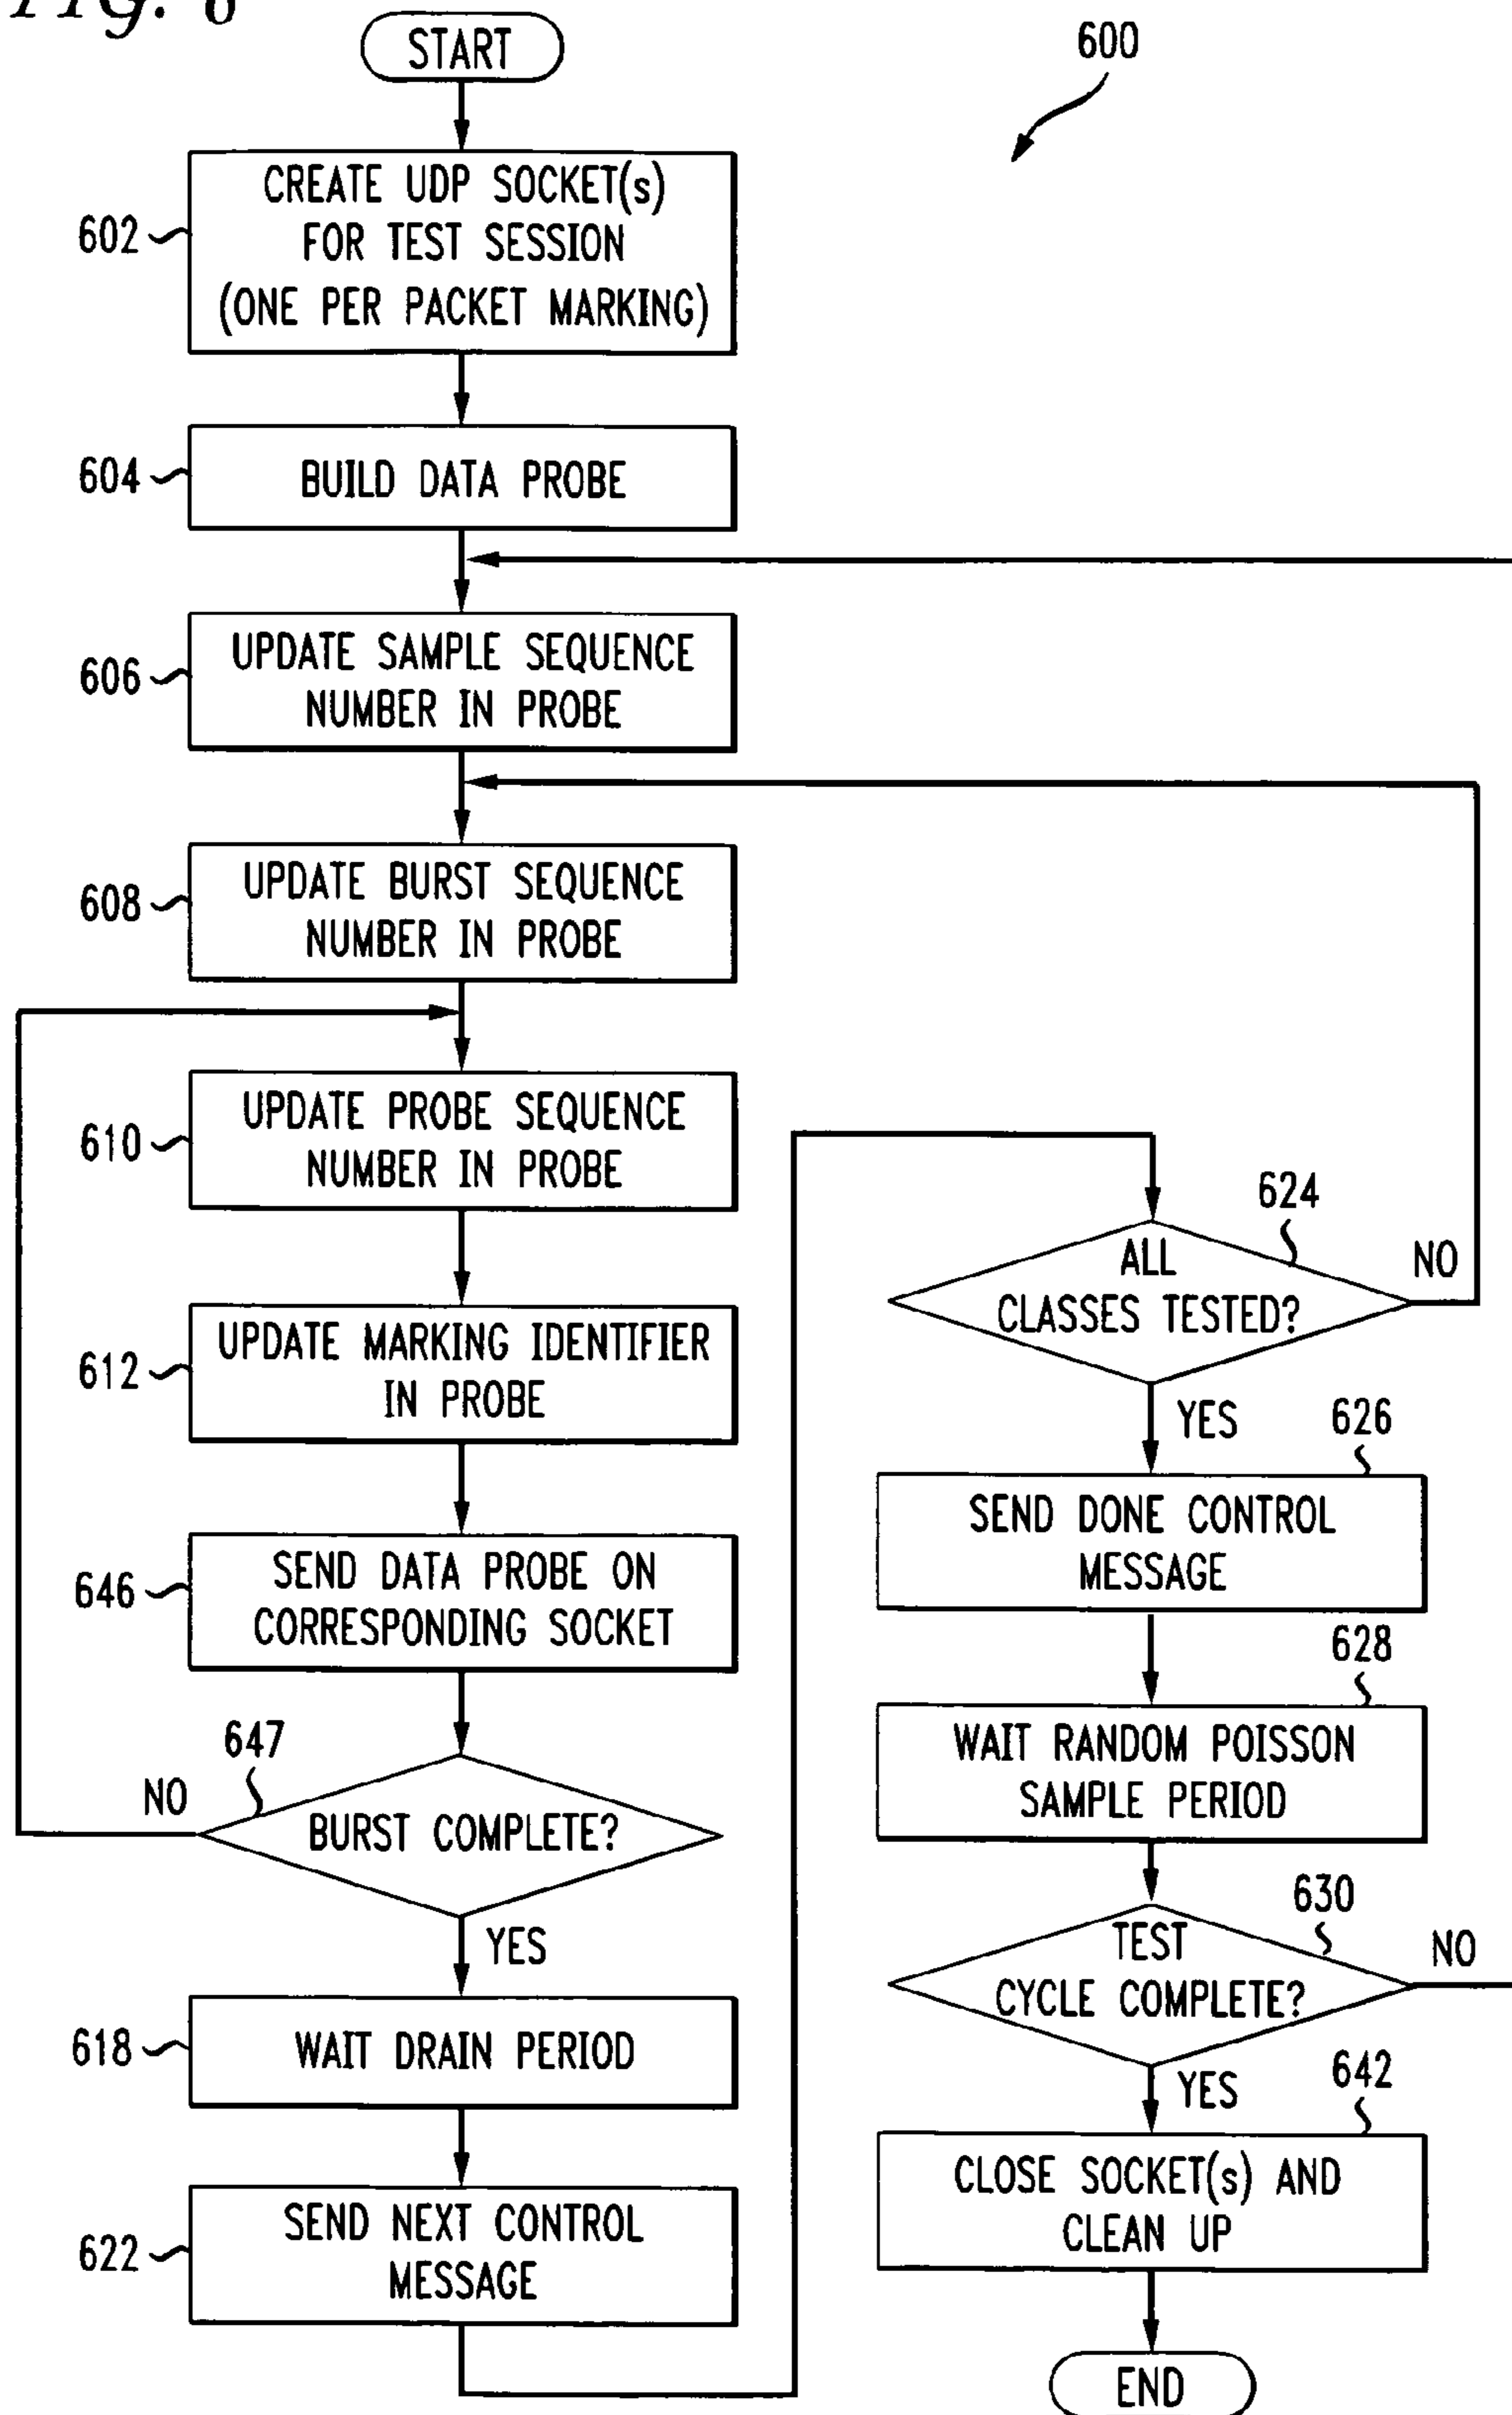 FIG. 6
START
600
602
CREATE UDP SOCKET(s)
FOR TEST SESSION
(ONE PER PACKET MARKING)
604
BUILD DATA PROBE
606
UPDATE SAMPLE SEQUENCE
NUMBER IN PROBE
608
UPDATE BURST SEQUENCE
NUMBER IN PROBE
610
UPDATE PROBE SEQUENCE
NUMBER IN PROBE
612
UPDATE MARKING IDENTIFIER
IN PROBE
646
SEND DATA PROBE ON
CORRESPONDING SOCKET
647
NO
BURST COMPLETE?
YES
618
WAIT DRAIN PERIOD
622
SEND NEXT CONTROL
MESSAGE
624
ALL
CLASSES TESTED?
NO
YES
626
SEND DONE CONTROL
MESSAGE
628
WAIT RANDOM POISSON
SAMPLE PERIOD
630
TEST
CYCLE COMPLETE?
NO
YES
642
CLOSE SOCKET(s) AND
CLEAN UP
END